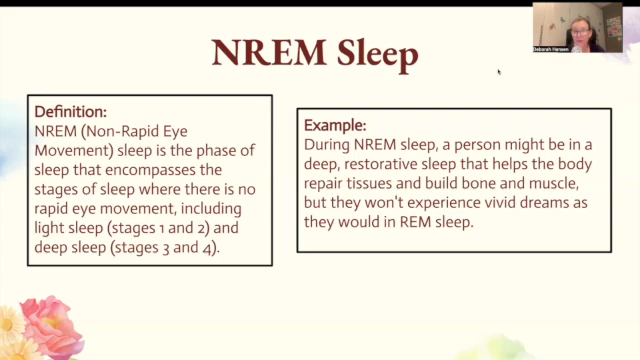 NREM Sleep
Deborah Hansen
Definition:
NREM (Non-Rapid Eye
Movement) sleep is the phase of
sleep that encompasses the
stages of sleep where there is no
rapid eye movement, including
light sleep (stages 1 and 2) and
deep sleep (stages 3 and 4).
Example:
During NREM sleep, a person might be in a
deep, restorative sleep that helps the body
repair tissues and build bone and muscle,
but they won't experience vivid dreams as
they would in REM sleep.